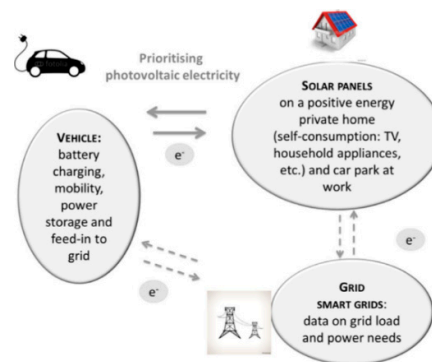 Prioritising
photovoltaic electricity
SOLAR PANELS
on a positive energy
private home
(self-consumption: TV,
household appliances,
etc.) and car park at
work
VEHICLE:
battery
charging,
mobility,
power
storage and
feed-in to
grid
e-
e-
e-
GRID
SMART GRIDS:
data on grid load
and power needs